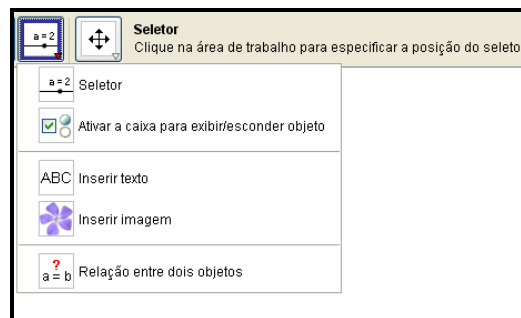 a = 2
Seletor
Clique na área de trabalho para especificar a posição do seleto
a = 2 Seletor
Ativar a caixa para exibir/esconder objeto
ABC Inserir texto
Inserir imagem
?
a = b Relação entre dois objetos